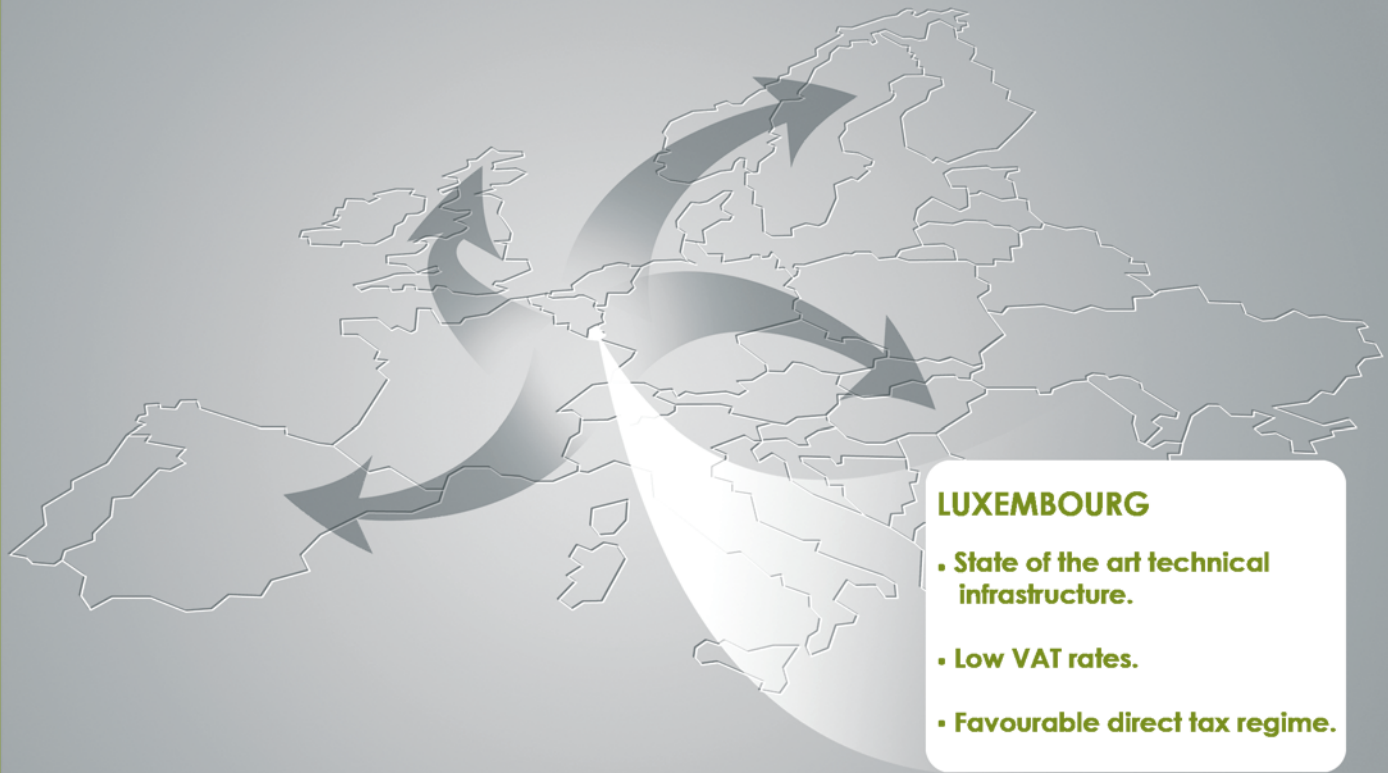 LUXEMBOURG
▪ State of the art technical
infrastructure.
▪ Low VAT rates.
▪ Favourable direct tax regime.